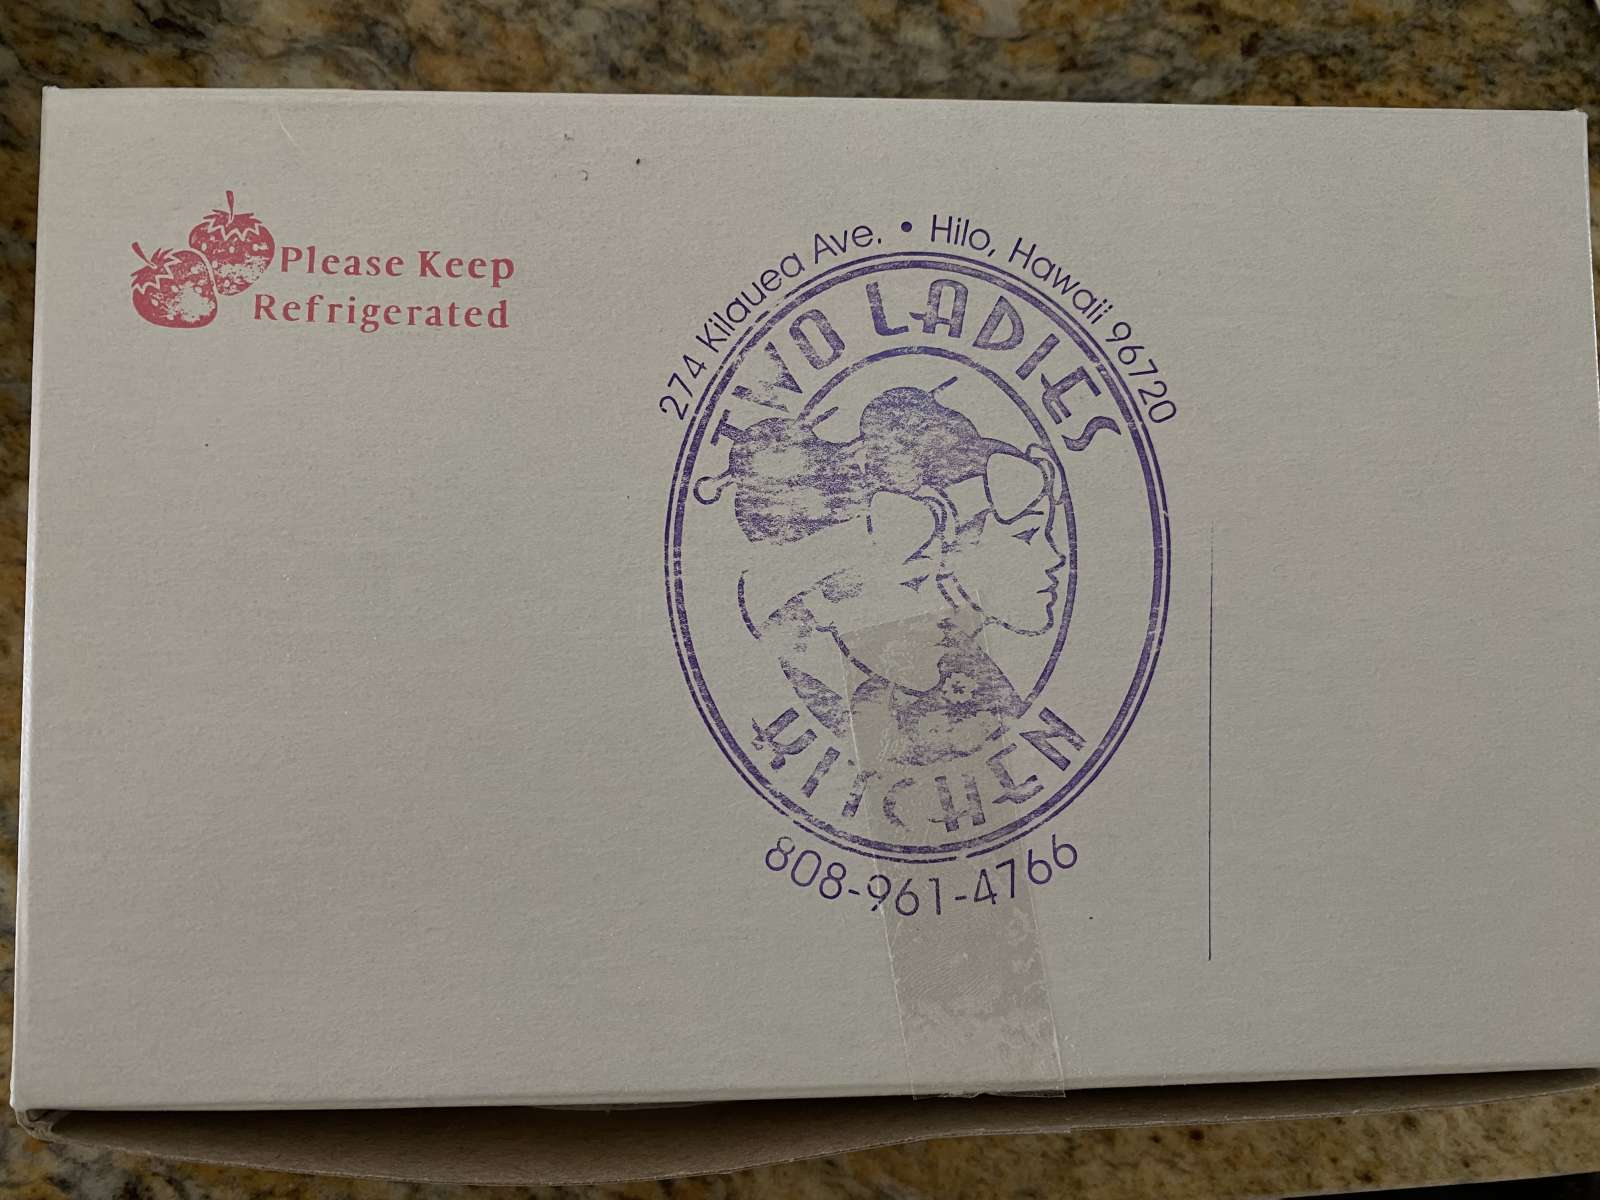 Please Keep
Refrigerated
274 Kilauea Ave. • Hilo, Hawaii 96720
TWO LADIES
KITCHEN
808-961-4766